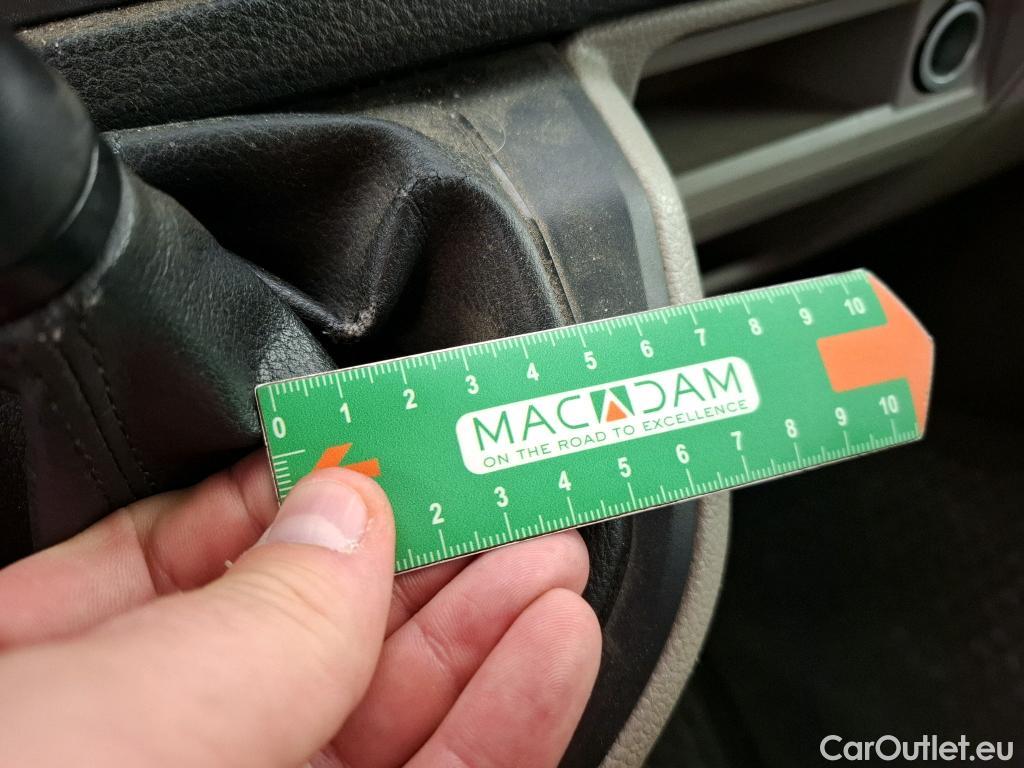 0 1 2 3 4 5 6 7 8 9 10
MACADAM
ON THE ROAD TO EXCELLENCE
2 3 4 5 6 7 8 9 10
CarOutlet.eu